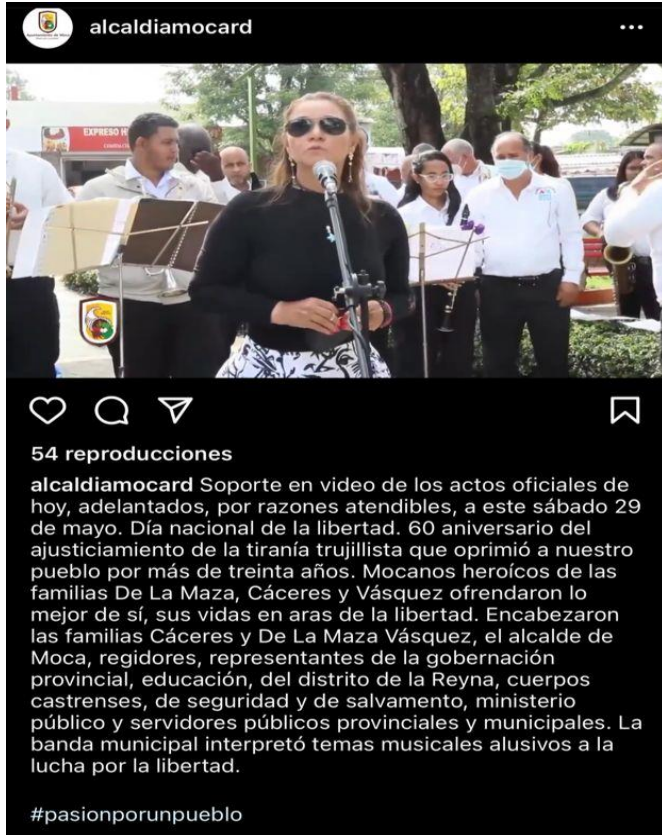 alcaldiamocard
EXPRESO
54 reproducciones
alcaldiamocard Soporte en video de los actos oficiales de
hoy, adelantados, por razones atendibles, a este sábado 29
de mayo. Día nacional de la libertad. 60 aniversario del
ajusticiamiento de la tiranía trujillista que oprimió a nuestro
pueblo por más de treinta años. Mocanos heroícos de las
familias De La Maza, Cáceres y Vásquez ofrendaron lo
mejor de sí, sus vidas en aras de la libertad. Encabezaron
las familias Cáceres y De La Maza Vásquez, el alcalde de
Moca, regidores, representantes de la gobernación
provincial, educación, del distrito de la Reyna, cuerpos
castrenses, de seguridad y de salvamento, ministerio
público y servidores públicos provinciales y municipales. La
banda municipal interpretó temas musicales alusivos a la
lucha por la libertad.
#pasionporunpueblo